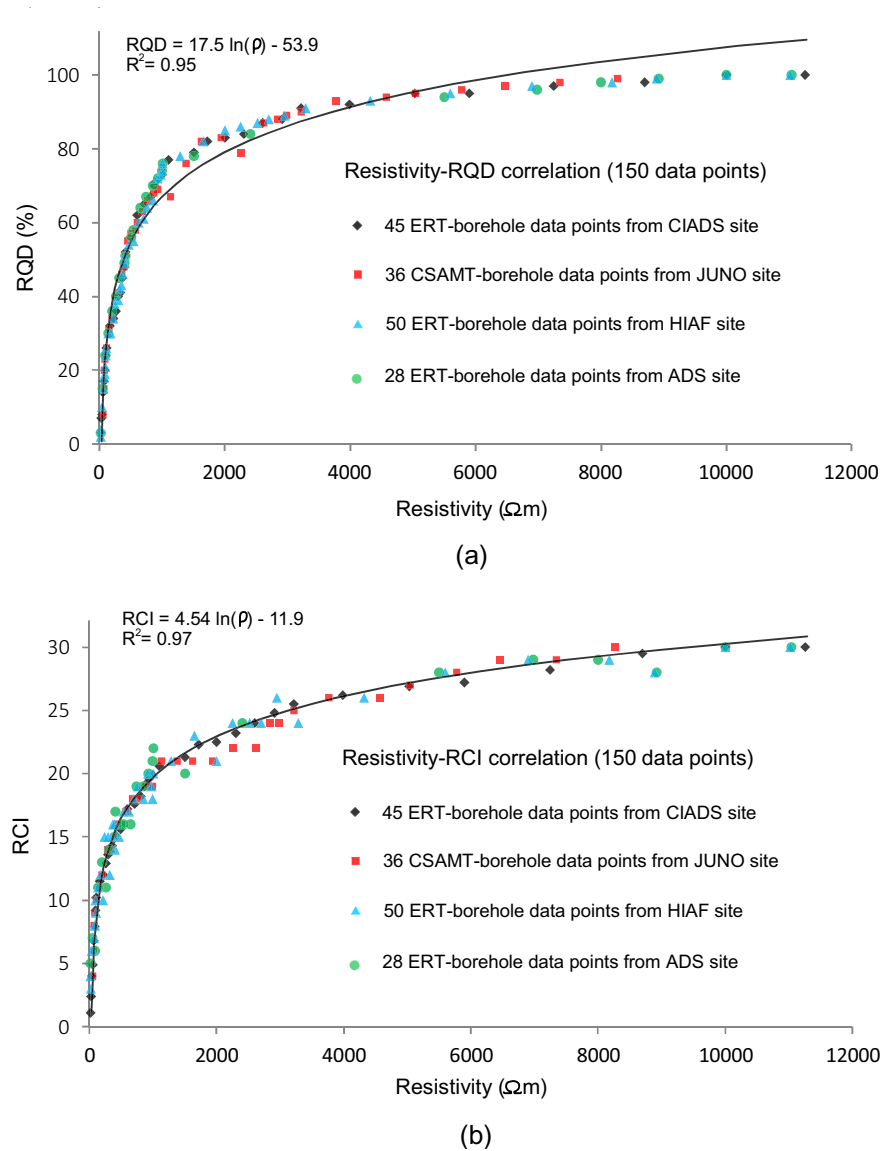 RQD = 17.5 ln(ρ) - 53.9
R²= 0.95
100
80
60
40
20
0
RQD (%)
Resistivity-RQD correlation (150 data points)
45 ERT-borehole data points from CIADS site
36 CSAMT-borehole data points from JUNO site
50 ERT-borehole data points from HIAF site
28 ERT-borehole data points from ADS site
0 2000 4000 6000 8000 10000 12000
Resistivity (Ωm)
(a)
RCI = 4.54 ln(ρ) - 11.9
R²= 0.97
30
25
20
15
10
5
0
RCI
Resistivity-RCI correlation (150 data points)
45 ERT-borehole data points from CIADS site
36 CSAMT-borehole data points from JUNO site
50 ERT-borehole data points from HIAF site
28 ERT-borehole data points from ADS site
0 2000 4000 6000 8000 10000 12000
Resistivity (Ωm)
(b)